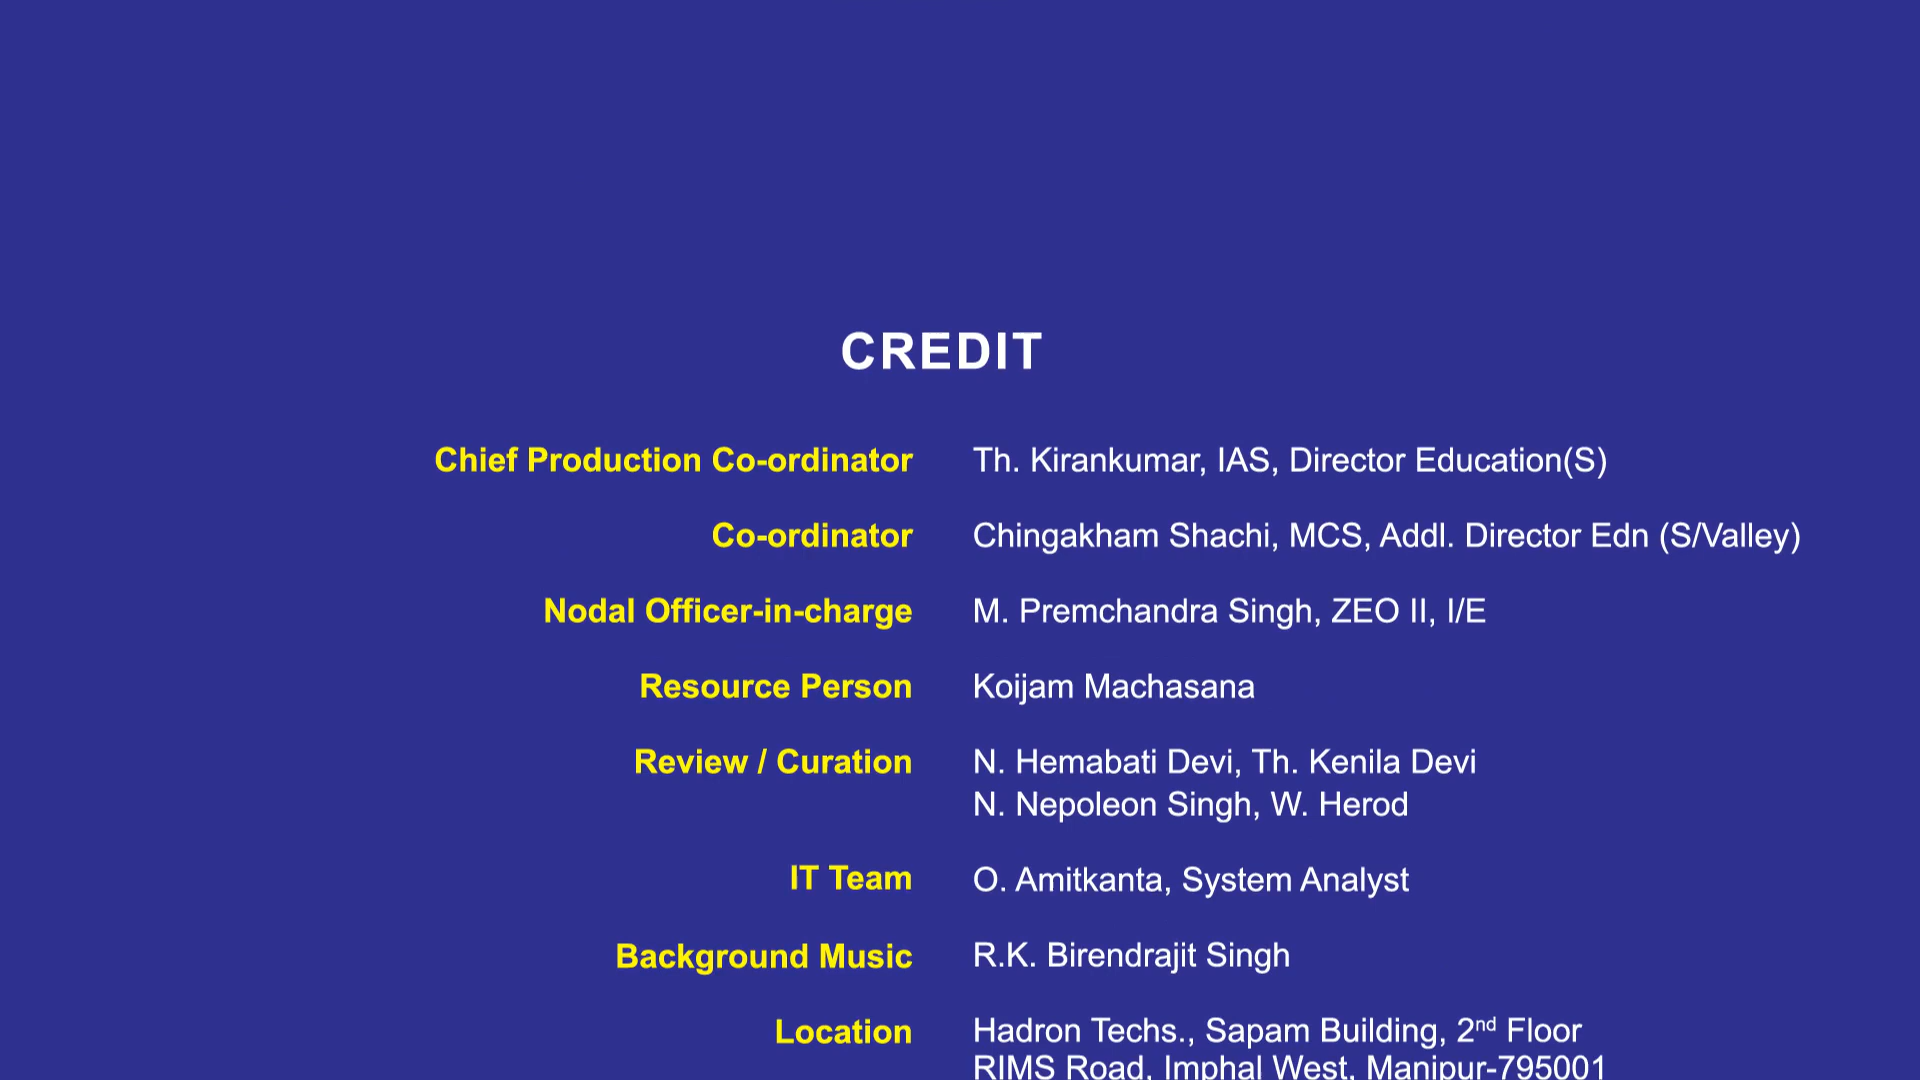 CREDIT
Chief Production Co-ordinator Th. Kirankumar, IAS, Director Education(S)
Co-ordinator Chingakham Shachi, MCS, Addl. Director Edn (S/Valley)
Nodal Officer-in-charge M. Premchandra Singh, ZEO II, I/E
Resource Person Koijam Machasana
Review / Curation N. Hemabati Devi, Th. Kenila Devi
N. Nepoleon Singh, W. Herod
IT Team O. Amitkanta, System Analyst
Background Music R.K. Birendrajit Singh
Location Hadron Techs., Sapam Building, 2nd Floor
RIMS Road, Imphal West, Manipur-795001